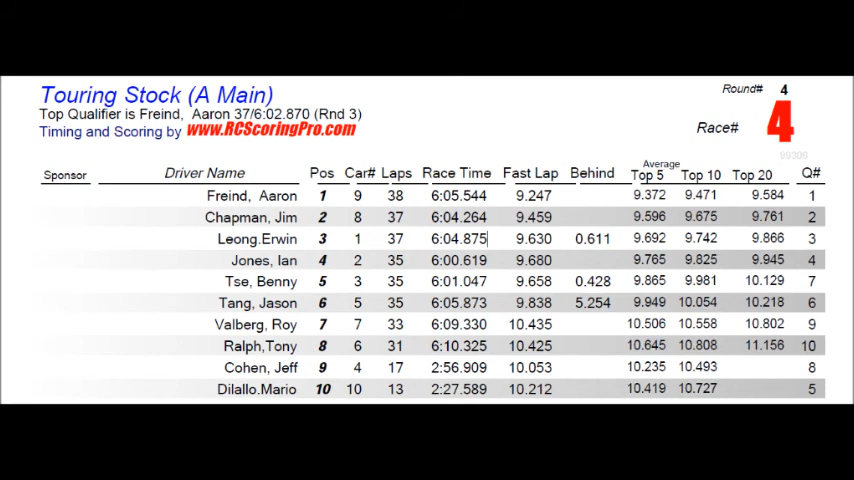 Touring Stock (A Main)
Round# 4
Top Qualifier is Freind, Aaron 37/6:02.870 (Rnd 3)
Timing and Scoring by www.RCScoringPro.com
Race# 4
99306
Sponsor Driver Name Pos Car# Laps Race Time Fast Lap Behind Average Top 5 Top 10 Top 20 Q#
Freind, Aaron 1 9 38 6:05.544 9.247 9.372 9.471 9.584 1
Chapman, Jim 2 8 37 6:04.264 9.459 9.596 9.675 9.761 2
Leong.Erwin 3 1 37 6:04.875 9.630 0.611 9.692 9.742 9.866 3
Jones, Ian 4 2 35 6:00.619 9.680 9.765 9.825 9.945 4
Tse, Benny 5 3 35 6:01.047 9.658 0.428 9.865 9.981 10.129 7
Tang, Jason 6 5 35 6:05.873 9.838 5.254 9.949 10.054 10.218 6
Valberg, Roy 7 7 33 6:09.330 10.435 10.506 10.558 10.802 9
Ralph,Tony 8 6 31 6:10.325 10.425 10.645 10.808 11.156 10
Cohen, Jeff 9 4 17 2:56.909 10.053 10.235 10.493 8
Dilallo.Mario 10 10 13 2:27.589 10.212 10.419 10.727 5